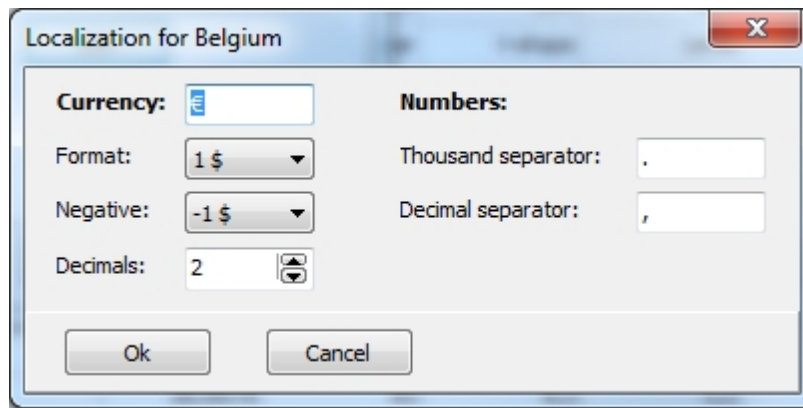 Localization for Belgium
Currency: € Numbers:
Format: 1 $ Thousand separator: .
Negative: -1 $ Decimal separator: ,
Decimals: 2
Ok Cancel